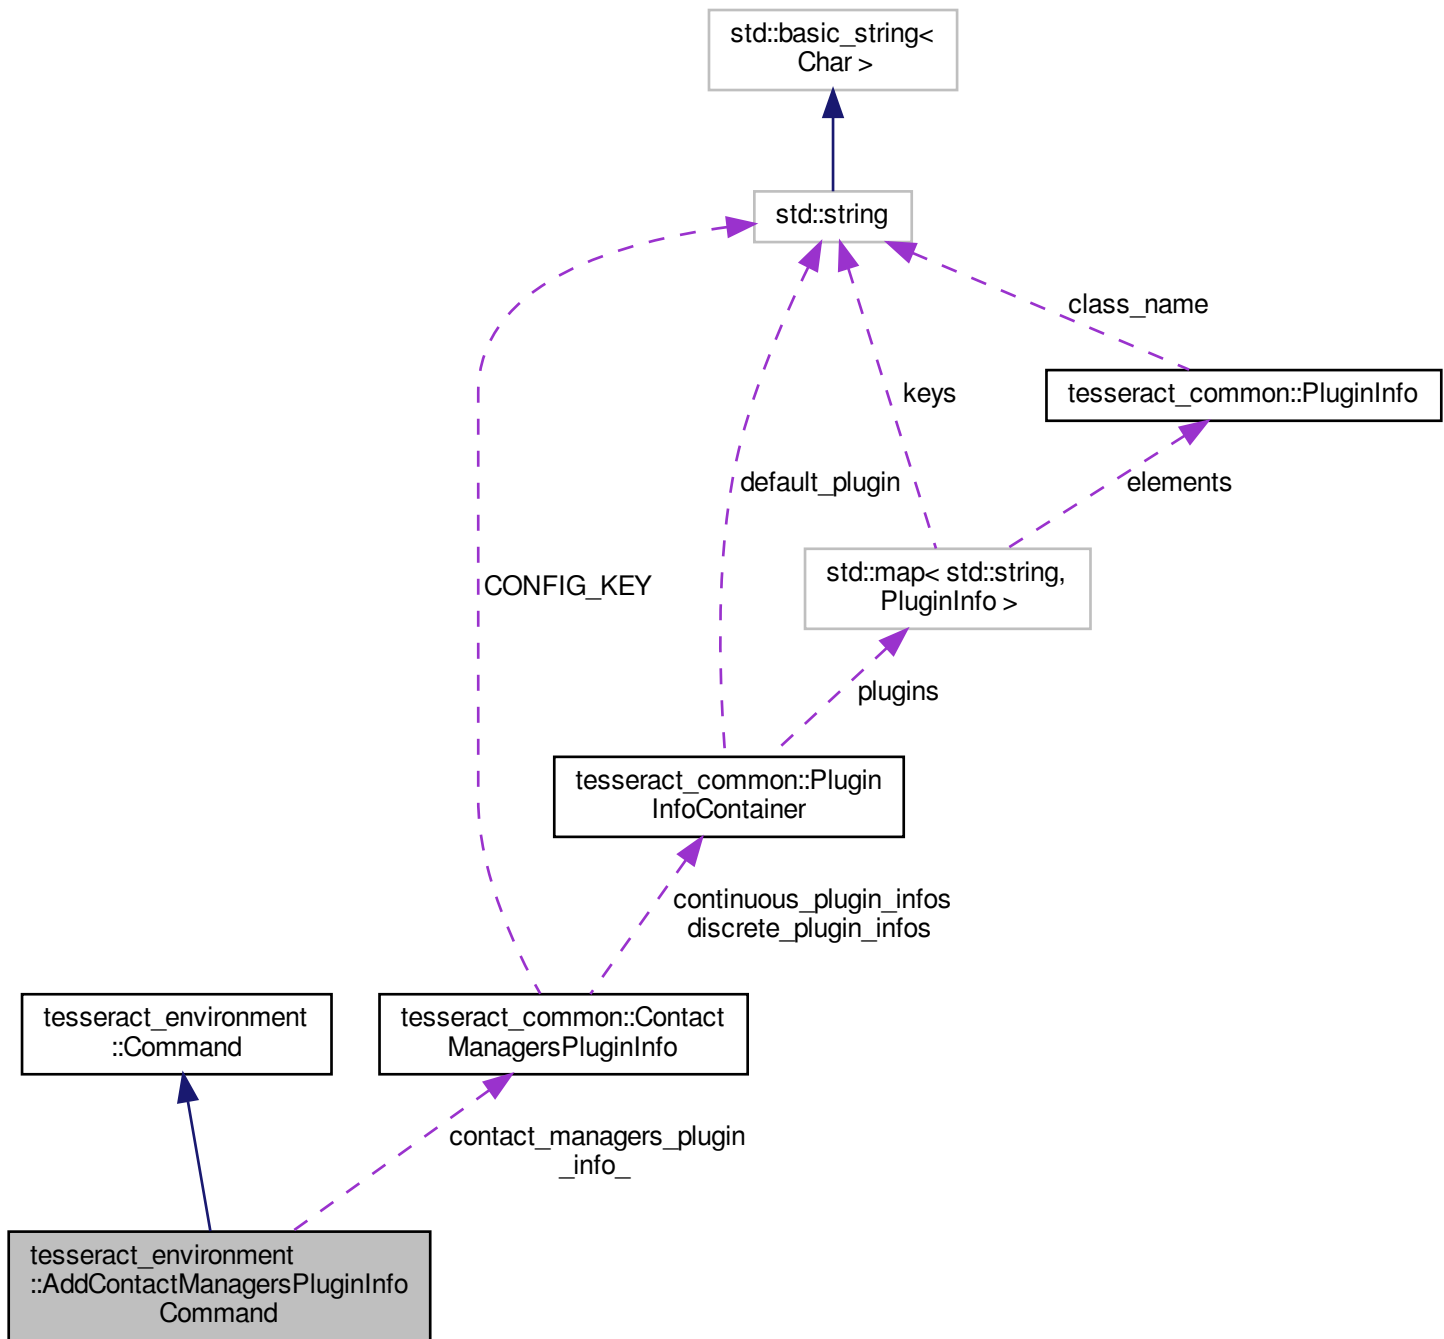 std::basic_string<
Char >
std::string
class_name
keys
tesseract_common::PluginInfo
default_plugin
elements
std::map< std::string,
PluginInfo >
CONFIG_KEY
plugins
tesseract_common::Plugin
InfoContainer
continuous_plugin_infos
discrete_plugin_infos
tesseract_environment
::Command
tesseract_common::Contact
ManagersPluginInfo
contact_managers_plugin
_info_
tesseract_environment
::AddContactManagersPluginInfo
Command